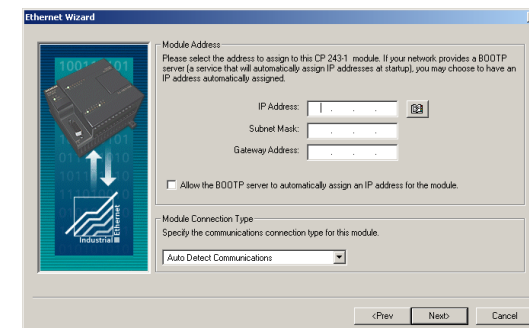 Ethernet Wizard
Module Address
Please select the address to assign to this CP 243-1 module. If your network provides a BOOTP
server (a service that will automatically assign IP addresses at startup), you may choose to have an
IP address automatically assigned.
IP Address:
Subnet Mask:
Gateway Address:
Allow the BOOTP server to automatically assign an IP address for the module.
Module Connection Type
Specify the communications connection type for this module.
Auto Detect Communications
Industrial Ethernet
<Prev
Next>
Cancel